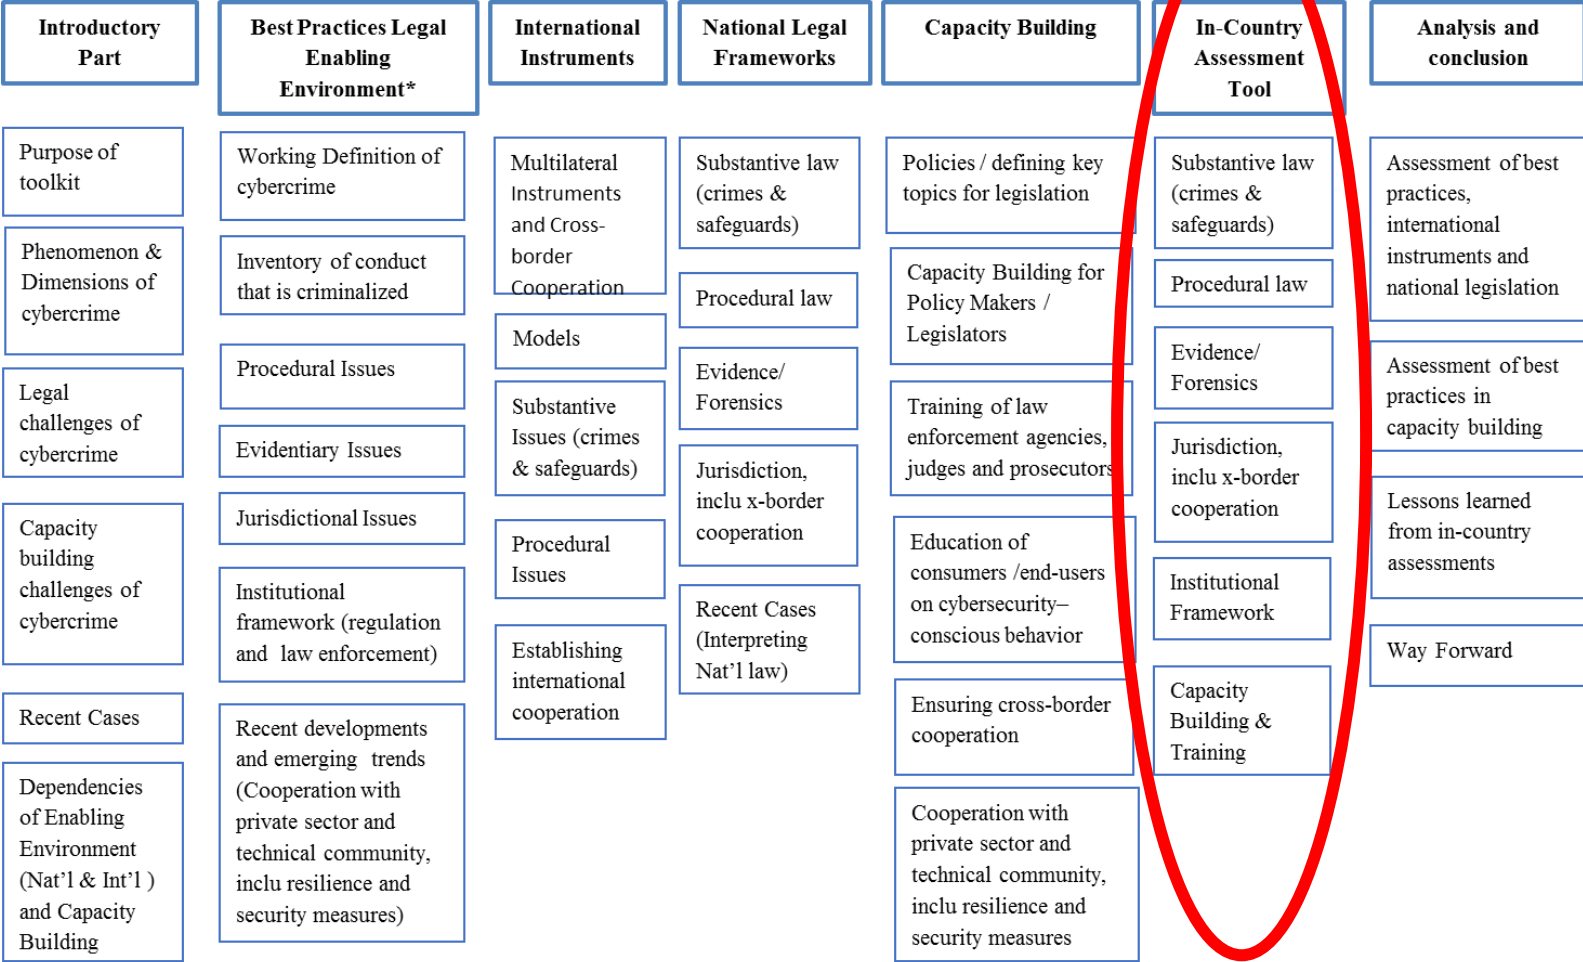 Introductory
Part
Best Practices Legal
Enabling
Environment*
International
Instruments
National Legal
Frameworks
Capacity Building
In-Country
Assessment
Tool
Analysis and
conclusion
Purpose of
toolkit
Phenomenon &
Dimensions of
cybercrime
Legal
challenges of
cybercrime
Capacity
building
challenges of
cybercrime
Recent Cases
Dependencies
of Enabling
Environment
(Nat’l & Int’l )
and Capacity
Building
Working Definition of
cybercrime
Inventory of conduct
that is criminalized
Procedural Issues
Evidentiary Issues
Jurisdictional Issues
Institutional
framework (regulation
and law enforcement)
Recent developments
and emerging trends
(Cooperation with
private sector and
technical community,
inclu resilience and
security measures)
Multilateral
Instruments
and Cross-
border
Cooperation
Models
Substantive
Issues (crimes
& safeguards)
Procedural
Issues
Establishing
international
cooperation
Substantive law
(crimes &
safeguards)
Procedural law
Evidence/
Forensics
Jurisdiction,
inclu x-border
cooperation
Recent Cases
(Interpreting
Nat’l law)
Policies / defining key
topics for legislation
Capacity Building for
Policy Makers /
Legislators
Training of law
enforcement agencies,
judges and prosecutors
Education of
consumers /end-users
on cybersecurity–
conscious behavior
Ensuring cross-border
cooperation
Cooperation with
private sector and
technical community,
inclu resilience and
security measures
Substantive law
(crimes &
safeguards)
Procedural law
Evidence/
Forensics
Jurisdiction,
inclu x-border
cooperation
Institutional
Framework
Capacity
Building &
Training
Assessment of best
practices,
international
instruments and
national legislation
Assessment of best
practices in
capacity building
Lessons learned
from in-country
assessments
Way Forward